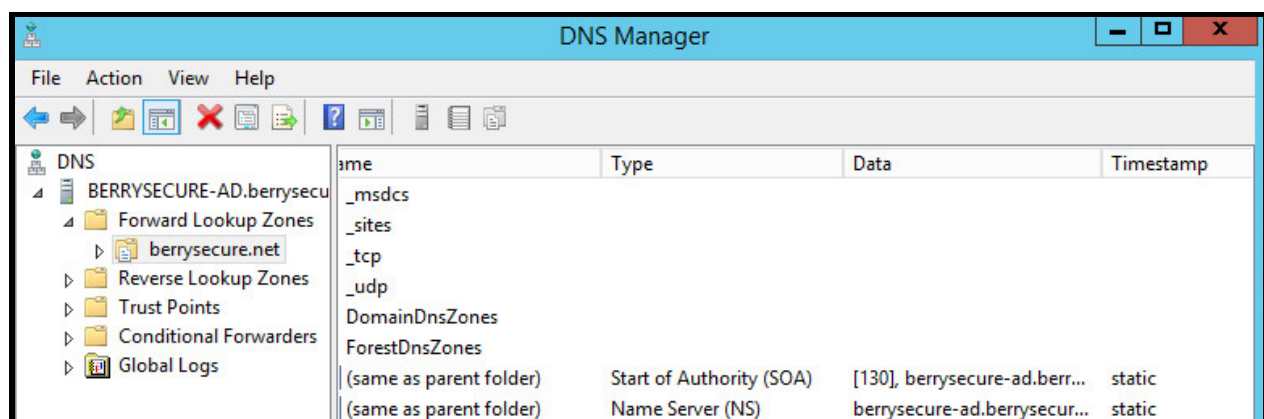 DNS Manager
File Action View Help
DNS
BERRYSECURE-AD.berrysecu
Forward Lookup Zones
berrysecure.net
Reverse Lookup Zones
Trust Points
Conditional Forwarders
Global Logs
ame Type Data Timestamp
_msdcs
_sites
_tcp
_udp
DomainDnsZones
ForestDnsZones
(same as parent folder) Start of Authority (SOA) [130], berrysecure-ad.berr... static
(same as parent folder) Name Server (NS) berrysecure-ad.berrysecur... static